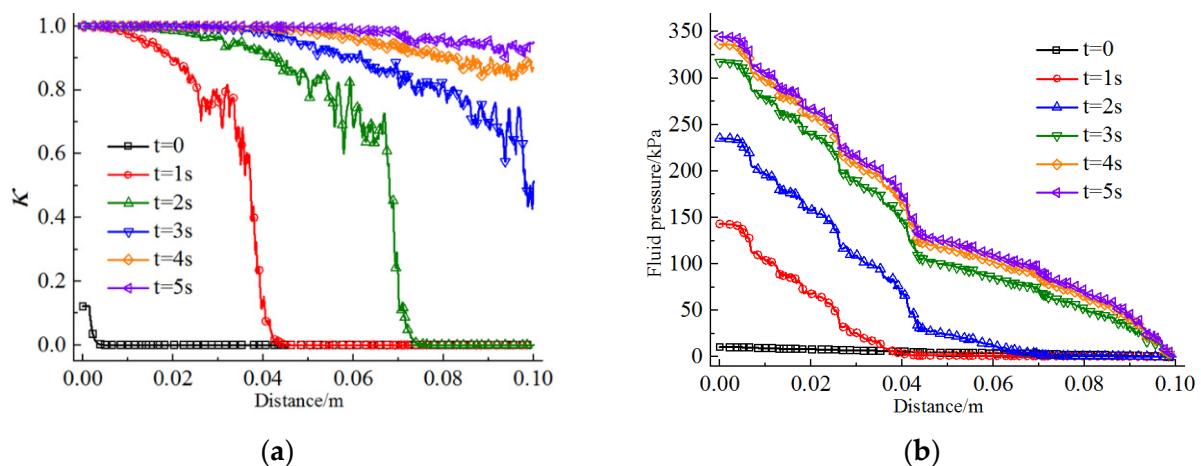 1.0
0.8
0.6
0.4
0.2
0.0
κ
t=0
t=1s
t=2s
t=3s
t=4s
t=5s
0.00 0.02 0.04 0.06 0.08 0.10
Distance/m
(a)
350
300
250
200
150
100
50
0
Fluid pressure/kPa
t=0
t=1s
t=2s
t=3s
t=4s
t=5s
0.00 0.02 0.04 0.06 0.08 0.10
Distance/m
(b)